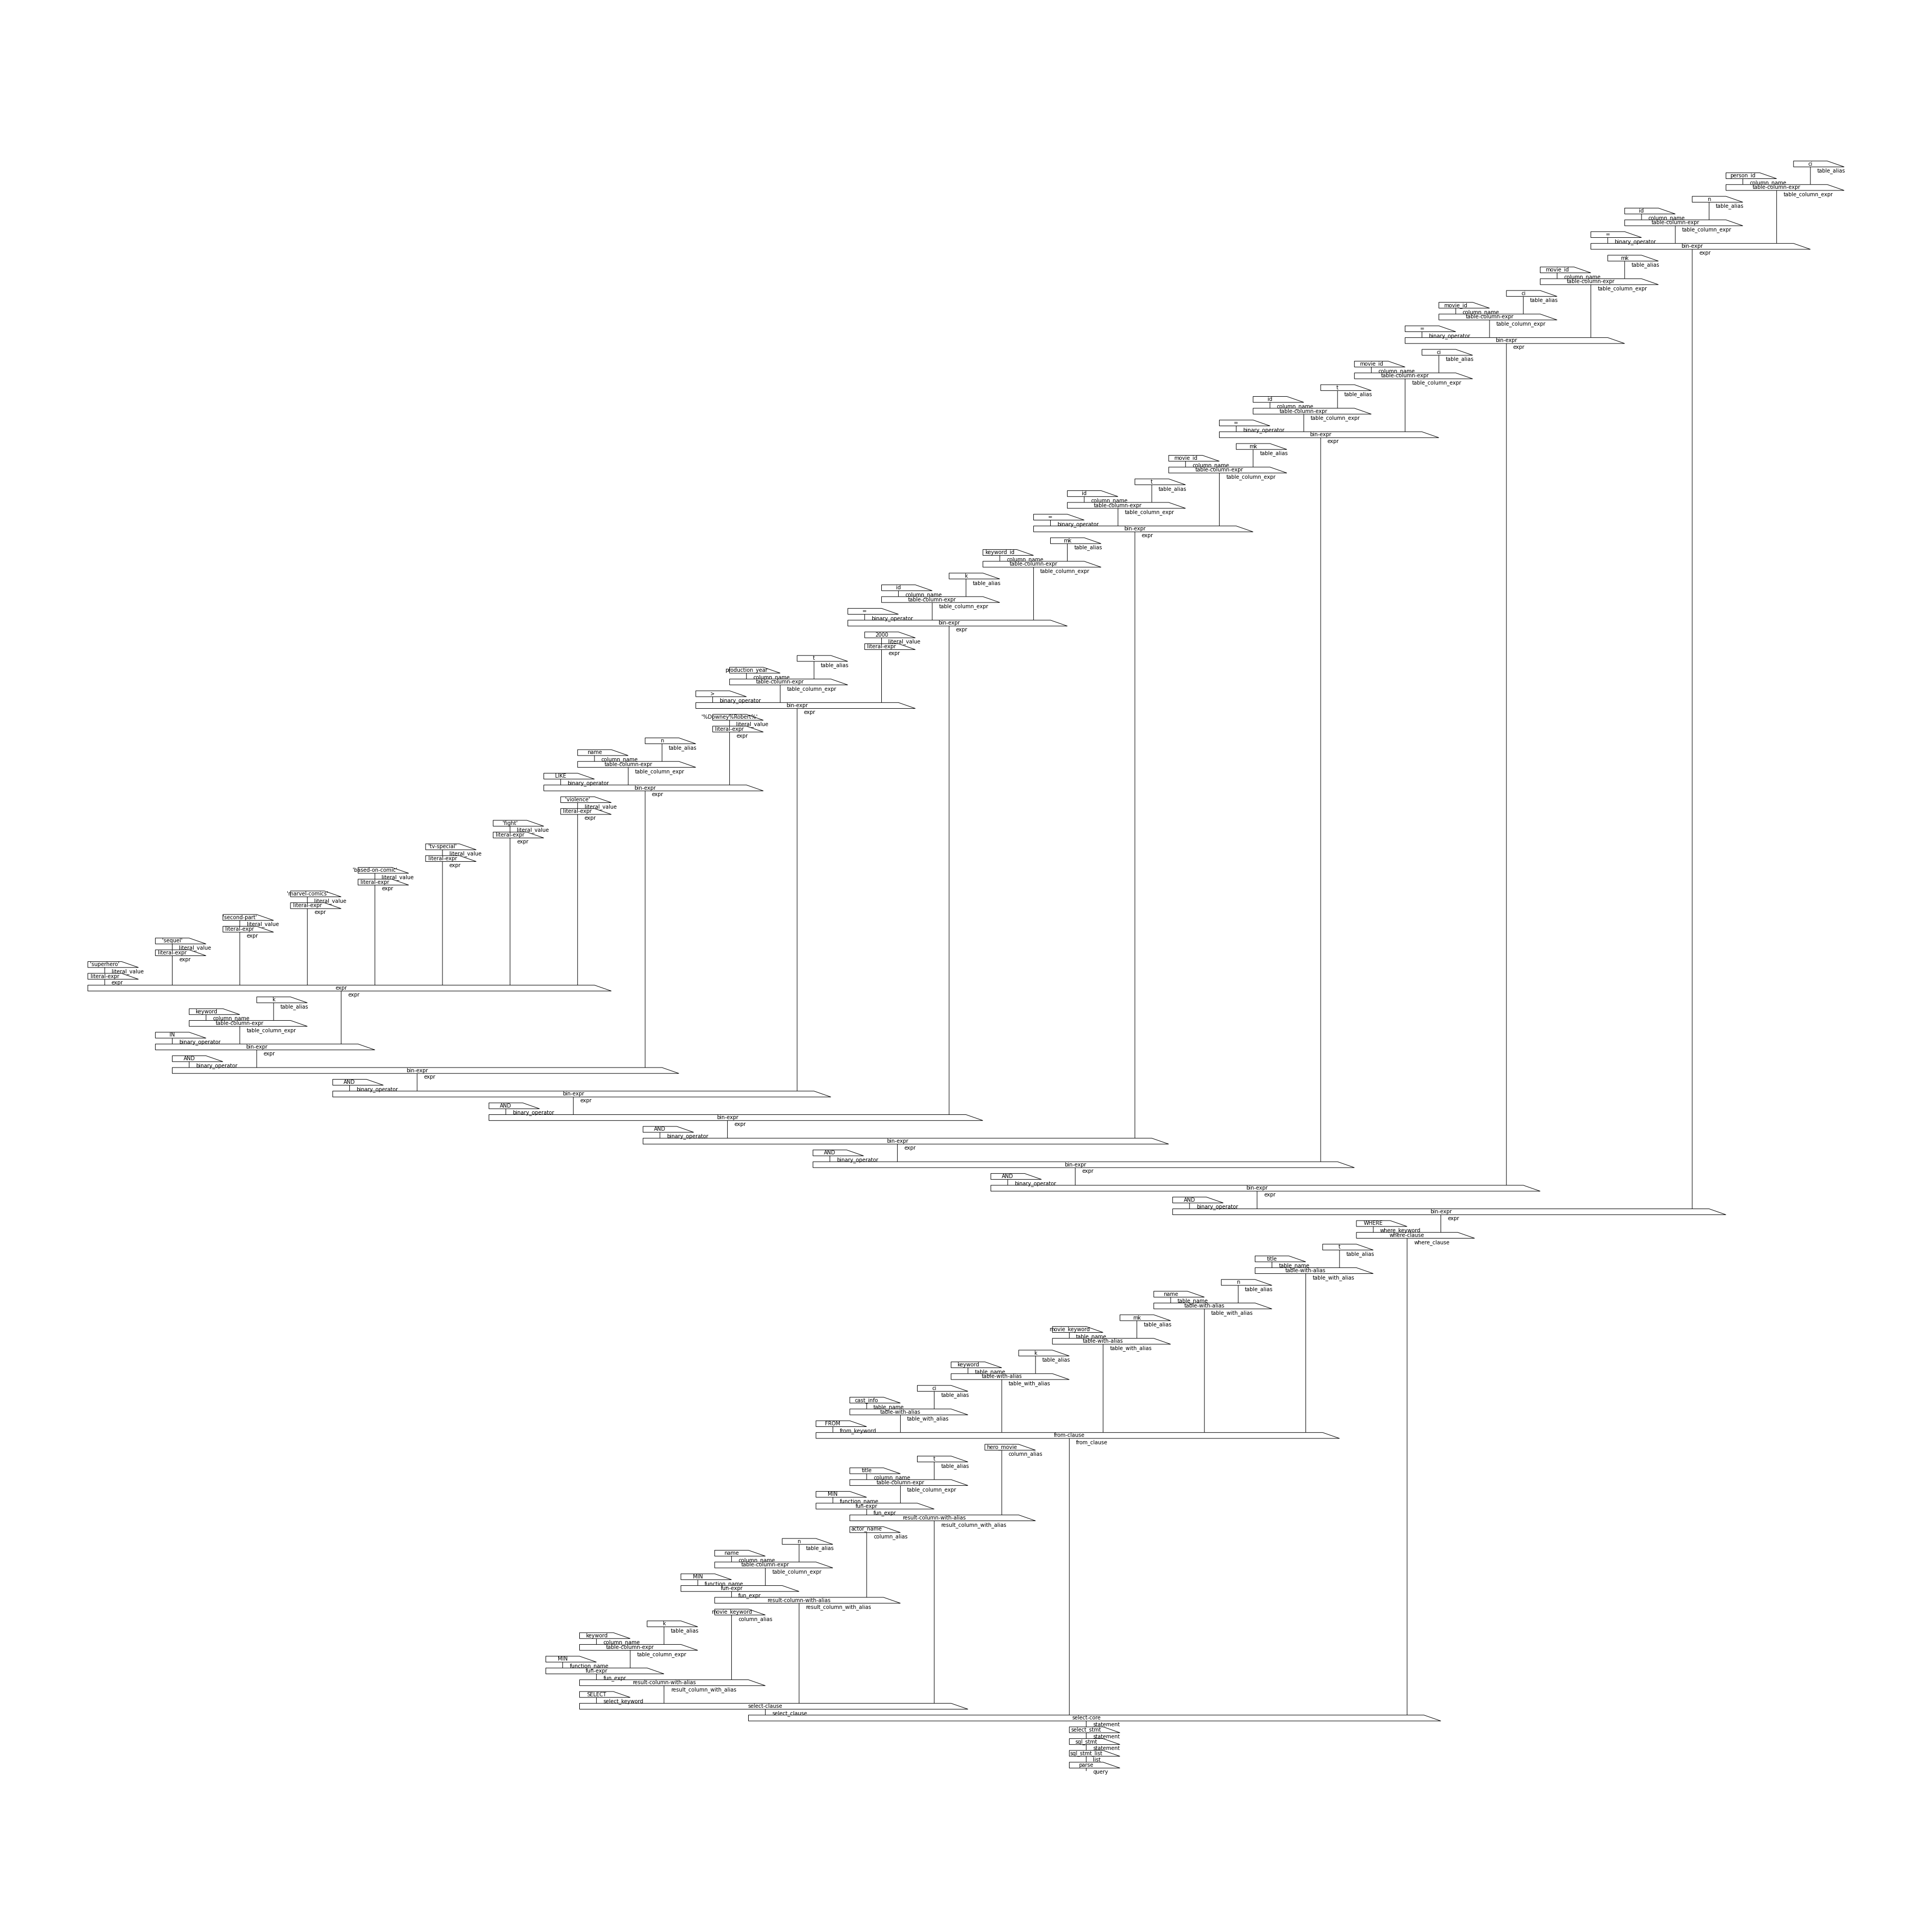 ci
table_alias
person_id
column_name
table-column-expr
table_column_expr
n
table_alias
id
column_name
table-column-expr
table_column_expr
=
binary_operator
bin-expr
expr
mk
table_alias
movie_id
column_name
table-column-expr
table_column_expr
ci
table_alias
movie_id
column_name
table-column-expr
table_column_expr
=
binary_operator
bin-expr
expr
ci
table_alias
movie_id
column_name
table-column-expr
table_column_expr
t
table_alias
id
column_name
table-column-expr
table_column_expr
=
binary_operator
bin-expr
expr
mk
table_alias
movie_id
column_name
table-column-expr
table_column_expr
t
table_alias
id
column_name
table-column-expr
table_column_expr
=
binary_operator
bin-expr
expr
mk
table_alias
keyword_id
column_name
table-column-expr
table_column_expr
k
table_alias
id
column_name
table-column-expr
table_column_expr
=
binary_operator
bin-expr
expr
2000
literal_value
literal-expr
expr
t
table_alias
production_year
column_name
table-column-expr
table_column_expr
>
binary_operator
bin-expr
expr
'%Downey%Robert%'
literal_value
literal-expr
expr
n
table_alias
name
column_name
table-column-expr
table_column_expr
LIKE
binary_operator
bin-expr
expr
'violence'
literal_value
literal-expr
expr
'fight'
literal_value
literal-expr
expr
'tv-special'
literal_value
literal-expr
expr
'based-on-comic'
literal_value
literal-expr
expr
'marvel-comics'
literal_value
literal-expr
expr
'second-part'
literal_value
literal-expr
expr
'sequel'
literal_value
literal-expr
expr
'superhero'
literal_value
literal-expr
expr
expr
expr
k
table_alias
keyword
column_name
table-column-expr
table_column_expr
IN
binary_operator
bin-expr
expr
AND
binary_operator
bin-expr
expr
AND
binary_operator
bin-expr
expr
AND
binary_operator
bin-expr
expr
AND
binary_operator
bin-expr
expr
AND
binary_operator
bin-expr
expr
AND
binary_operator
bin-expr
expr
AND
binary_operator
bin-expr
expr
WHERE
where_keyword
where-clause
where_clause
t
table_alias
title
table_name
table-with-alias
table_with_alias
n
table_alias
name
table_name
table-with-alias
table_with_alias
mk
table_alias
movie_keyword
table_name
table-with-alias
table_with_alias
k
table_alias
keyword
table_name
table-with-alias
table_with_alias
ci
table_alias
cast_info
table_name
table-with-alias
table_with_alias
FROM
from_keyword
from-clause
from_clause
hero_movie
column_alias
t
table_alias
title
column_name
table-column-expr
table_column_expr
MIN
function_name
fun-expr
fun_expr
result-column-with-alias
result_column_with_alias
actor_name
column_alias
n
table_alias
name
column_name
table-column-expr
table_column_expr
MIN
function_name
fun-expr
fun_expr
result-column-with-alias
result_column_with_alias
movie_keyword
column_alias
k
table_alias
keyword
column_name
table-column-expr
table_column_expr
MIN
function_name
fun-expr
fun_expr
result-column-with-alias
result_column_with_alias
SELECT
select_keyword
select-clause
select_clause
select-core
statement
select_stmt
statement
sql_stmt
statement
sql_stmt_list
list
parse
query